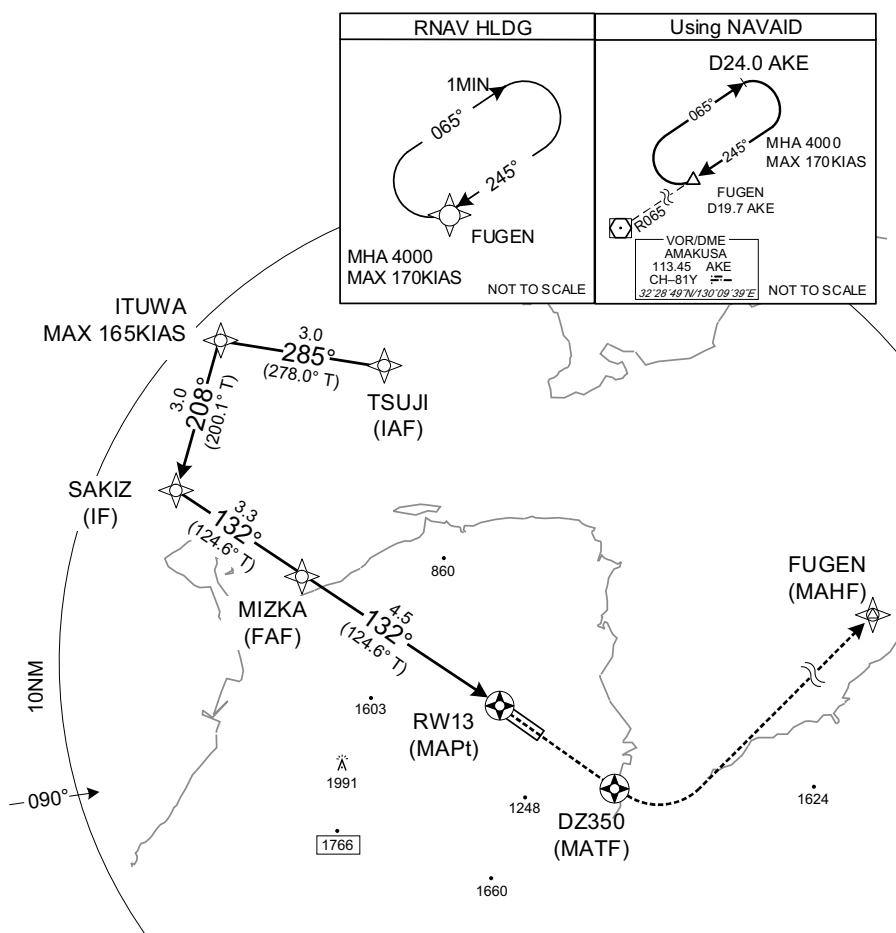 RNAV HLDG
1MIN
065°
245°
FUGEN
MHA 4000
MAX 170KIAS
NOT TO SCALE
Using NAVAID
D24.0 AKE
065°
245°
MHA 4000
MAX 170KIAS
FUGEN
D19.7 AKE
R065
VOR/DME
AMAKUSA
113.45 AKE
CH–81Y
32°28'49"N/130°09'39"E
NOT TO SCALE
ITUWA
MAX 165KIAS
3.0
285°
(278.0° T)
TSUJI
(IAF)
3.0
208°
(200.1° T)
SAKIZ
(IF)
3.3
132°
(124.6° T)
MIZKA
(FAF)
860
FUGEN
(MAHF)
4.5
132°
(124.6° T)
10NM
1603
RW13
(MAPt)
1991
090°
1248
1624
DZ350
(MATF)
1766
1660